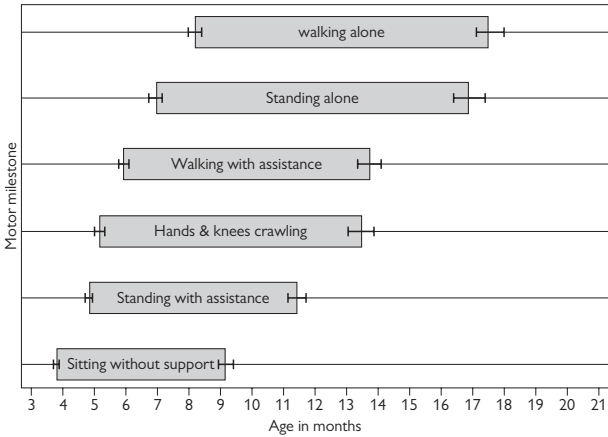 walking alone
Standing alone
Walking with assistance
Hands & knees crawling
Standing with assistance
Sitting without support
Motor milestone
3 4 5 6 7 8 9 10 11 12 13 14 15 16 17 18 19 20 21
Age in months